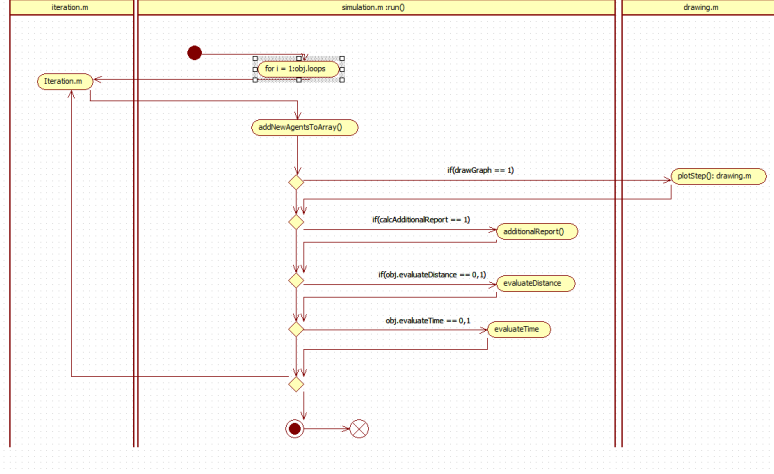 iteration.m
simulation.m :run()
drawing.m
for i = 1:obj.loops
Iteration.m
addNewAgentsToArray()
if(drawGraph == 1)
plotStep(): drawing.m
if(calcAdditionalReport == 1)
additionalReport()
if(obj.evaluateDistance == 0,1)
evaluateDistance
obj.evaluateTime == 0,1
evaluateTime